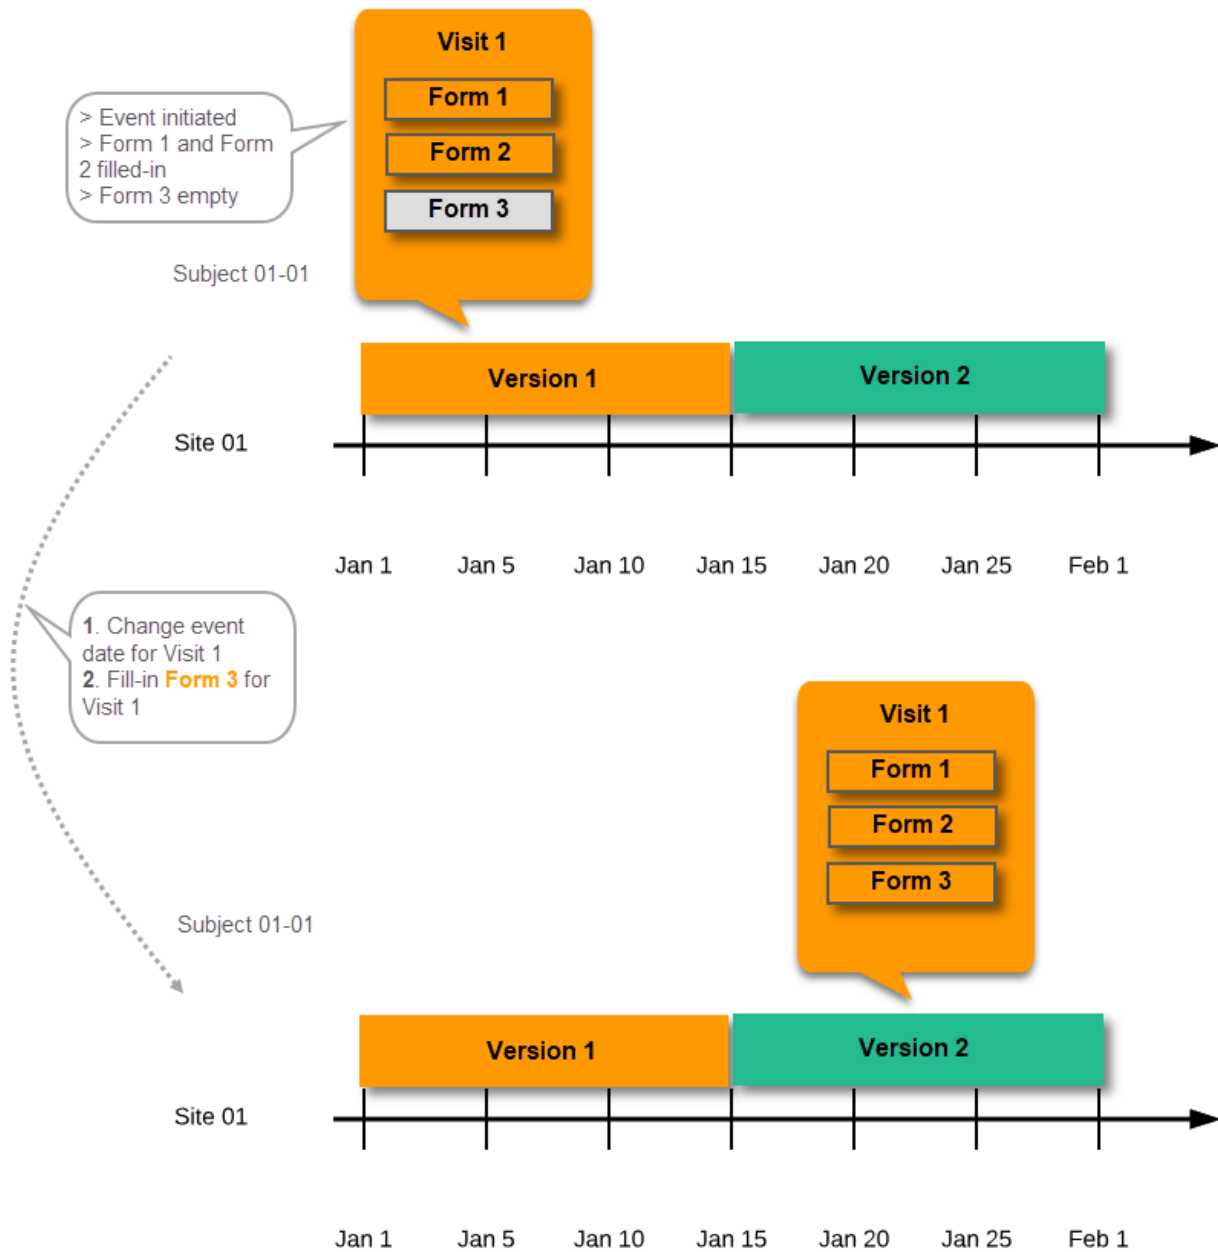 Visit 1
Form 1
Form 2
Form 3
> Event initiated
> Form 1 and Form
2 filled-in
> Form 3 empty
Subject 01-01
Version 1
Version 2
Site 01
Jan 1
Jan 5
Jan 10
Jan 15
Jan 20
Jan 25
Feb 1
1. Change event
date for Visit 1
2. Fill-in Form 3 for
Visit 1
Visit 1
Form 1
Form 2
Form 3
Subject 01-01
Version 1
Version 2
Site 01
Jan 1
Jan 5
Jan 10
Jan 15
Jan 20
Jan 25
Feb 1